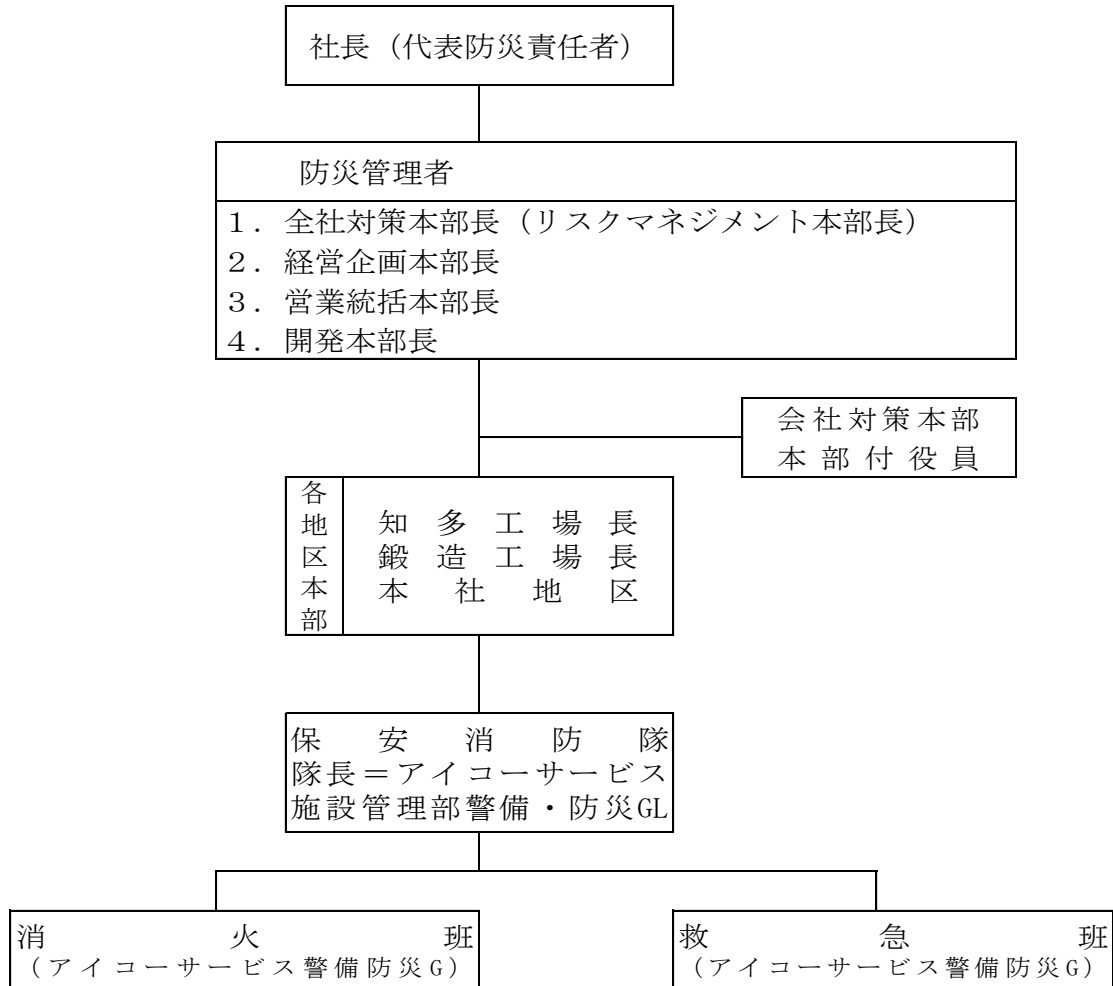 社長（代表防災責任者）
防災管理者
１．全社対策本部長（リスクマネジメント本部長）
２．経営企画本部長
３．営業統括本部長
４．開発本部長
会社対策本部
本部付役員
各地区本部
知多工場長
鍛造工場長
本社地区
保安消防隊
隊長＝アイコーサービス
施設管理部警備・防災GL
消火班
（アイコーサービス警備防災G）
救急班
（アイコーサービス警備防災G）